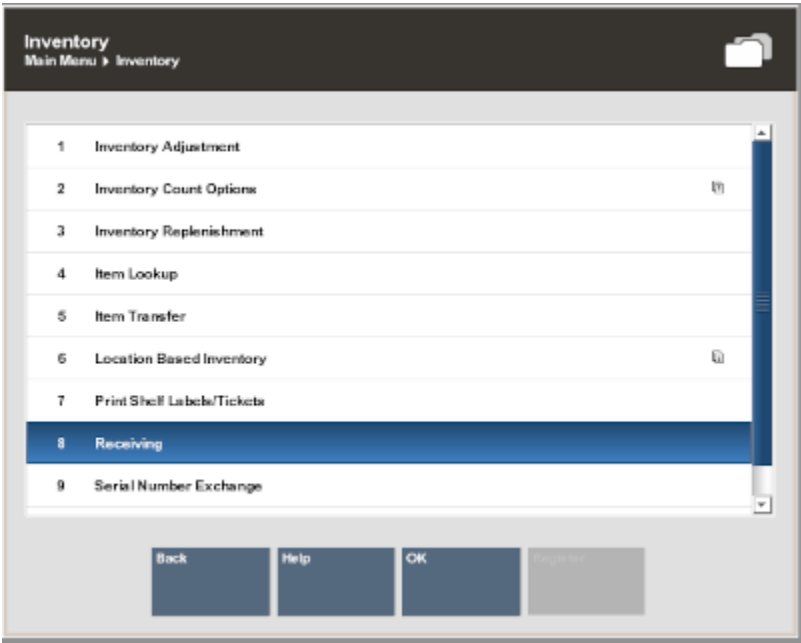 Inventory
Main Menu ▸ Inventory
1 Inventory Adjustment
2 Inventory Count Options
3 Inventory Replenishment
4 Item Lookup
5 Item Transfer
6 Location Based Inventory
7 Print Shelf Labels/Tickets
8 Receiving
9 Serial Number Exchange
Back Help OK Register